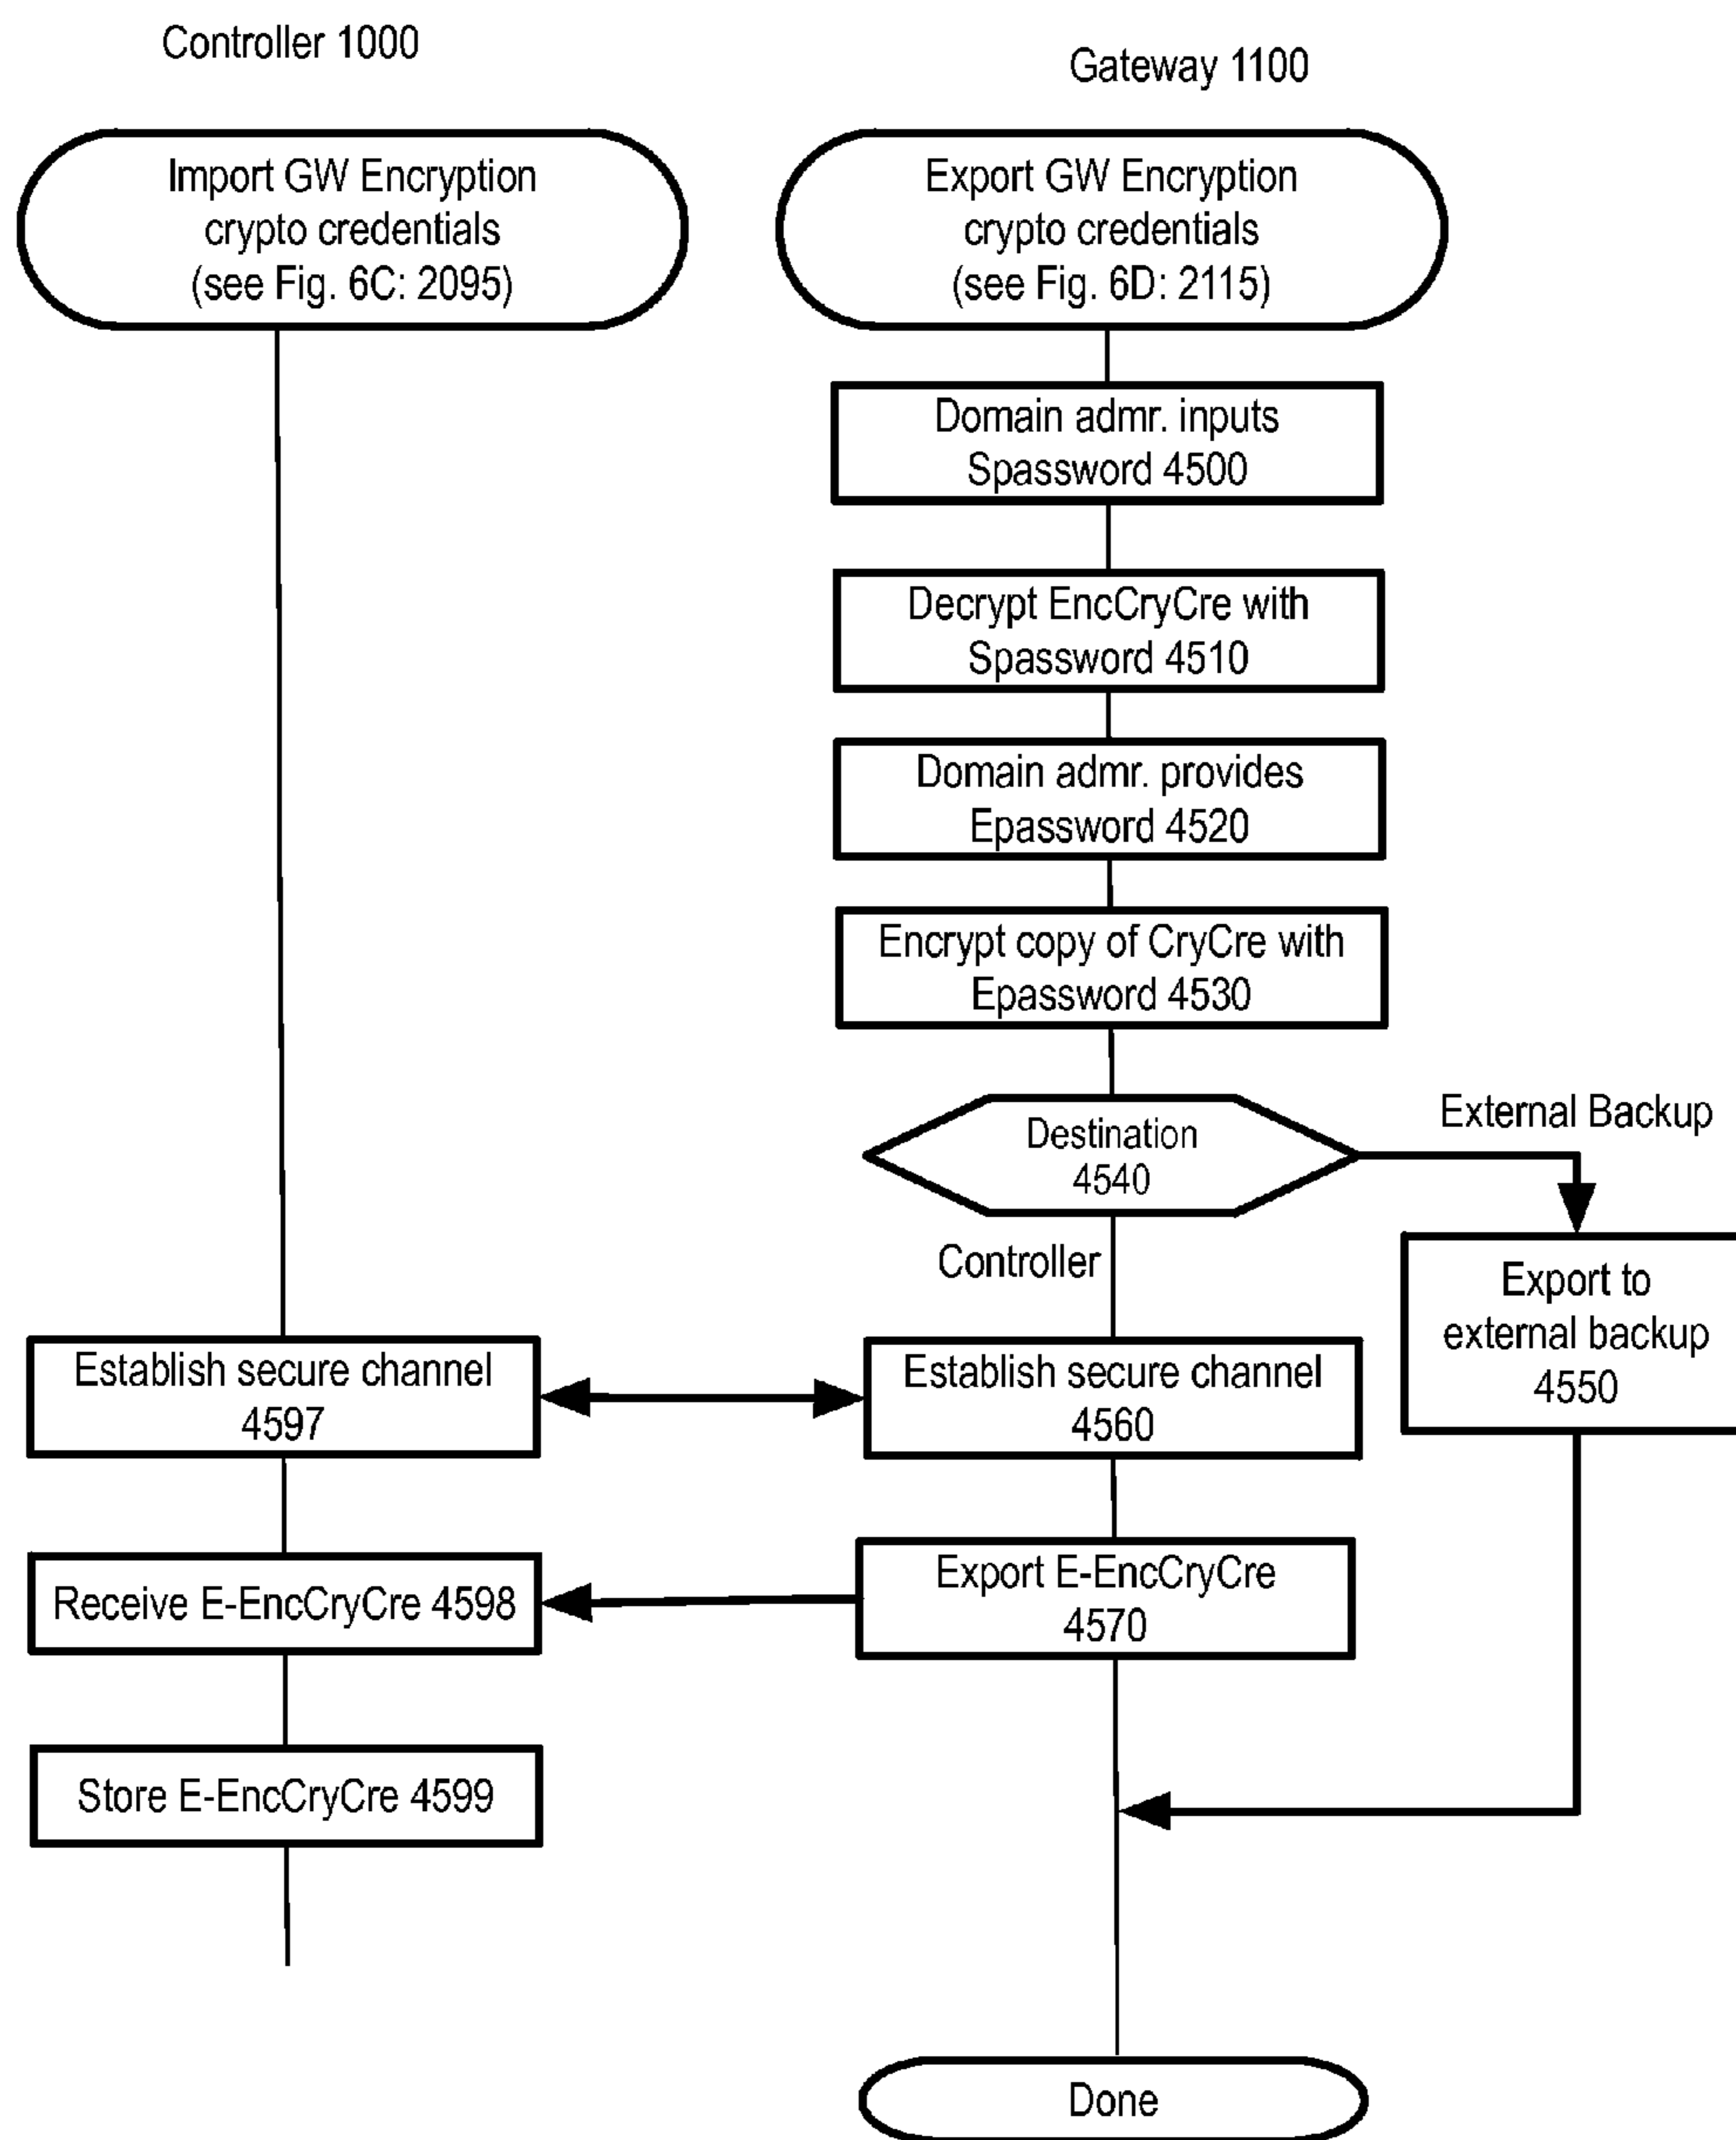 Controller 1000
Gateway 1100
Import GW Encryption
crypto credentials
(see Fig. 6C: 2095)
Export GW Encryption
crypto credentials
(see Fig. 6D: 2115)
Domain admr. inputs
Spassword 4500
Decrypt EncCryCre with
Spassword 4510
Domain admr. provides
Epassword 4520
Encrypt copy of CryCre with
Epassword 4530
Destination
4540
External Backup
Controller
Export to
external backup
4550
Establish secure channel
4597
Establish secure channel
4560
Receive E-EncCryCre 4598
Export E-EncCryCre
4570
Store E-EncCryCre 4599
Done